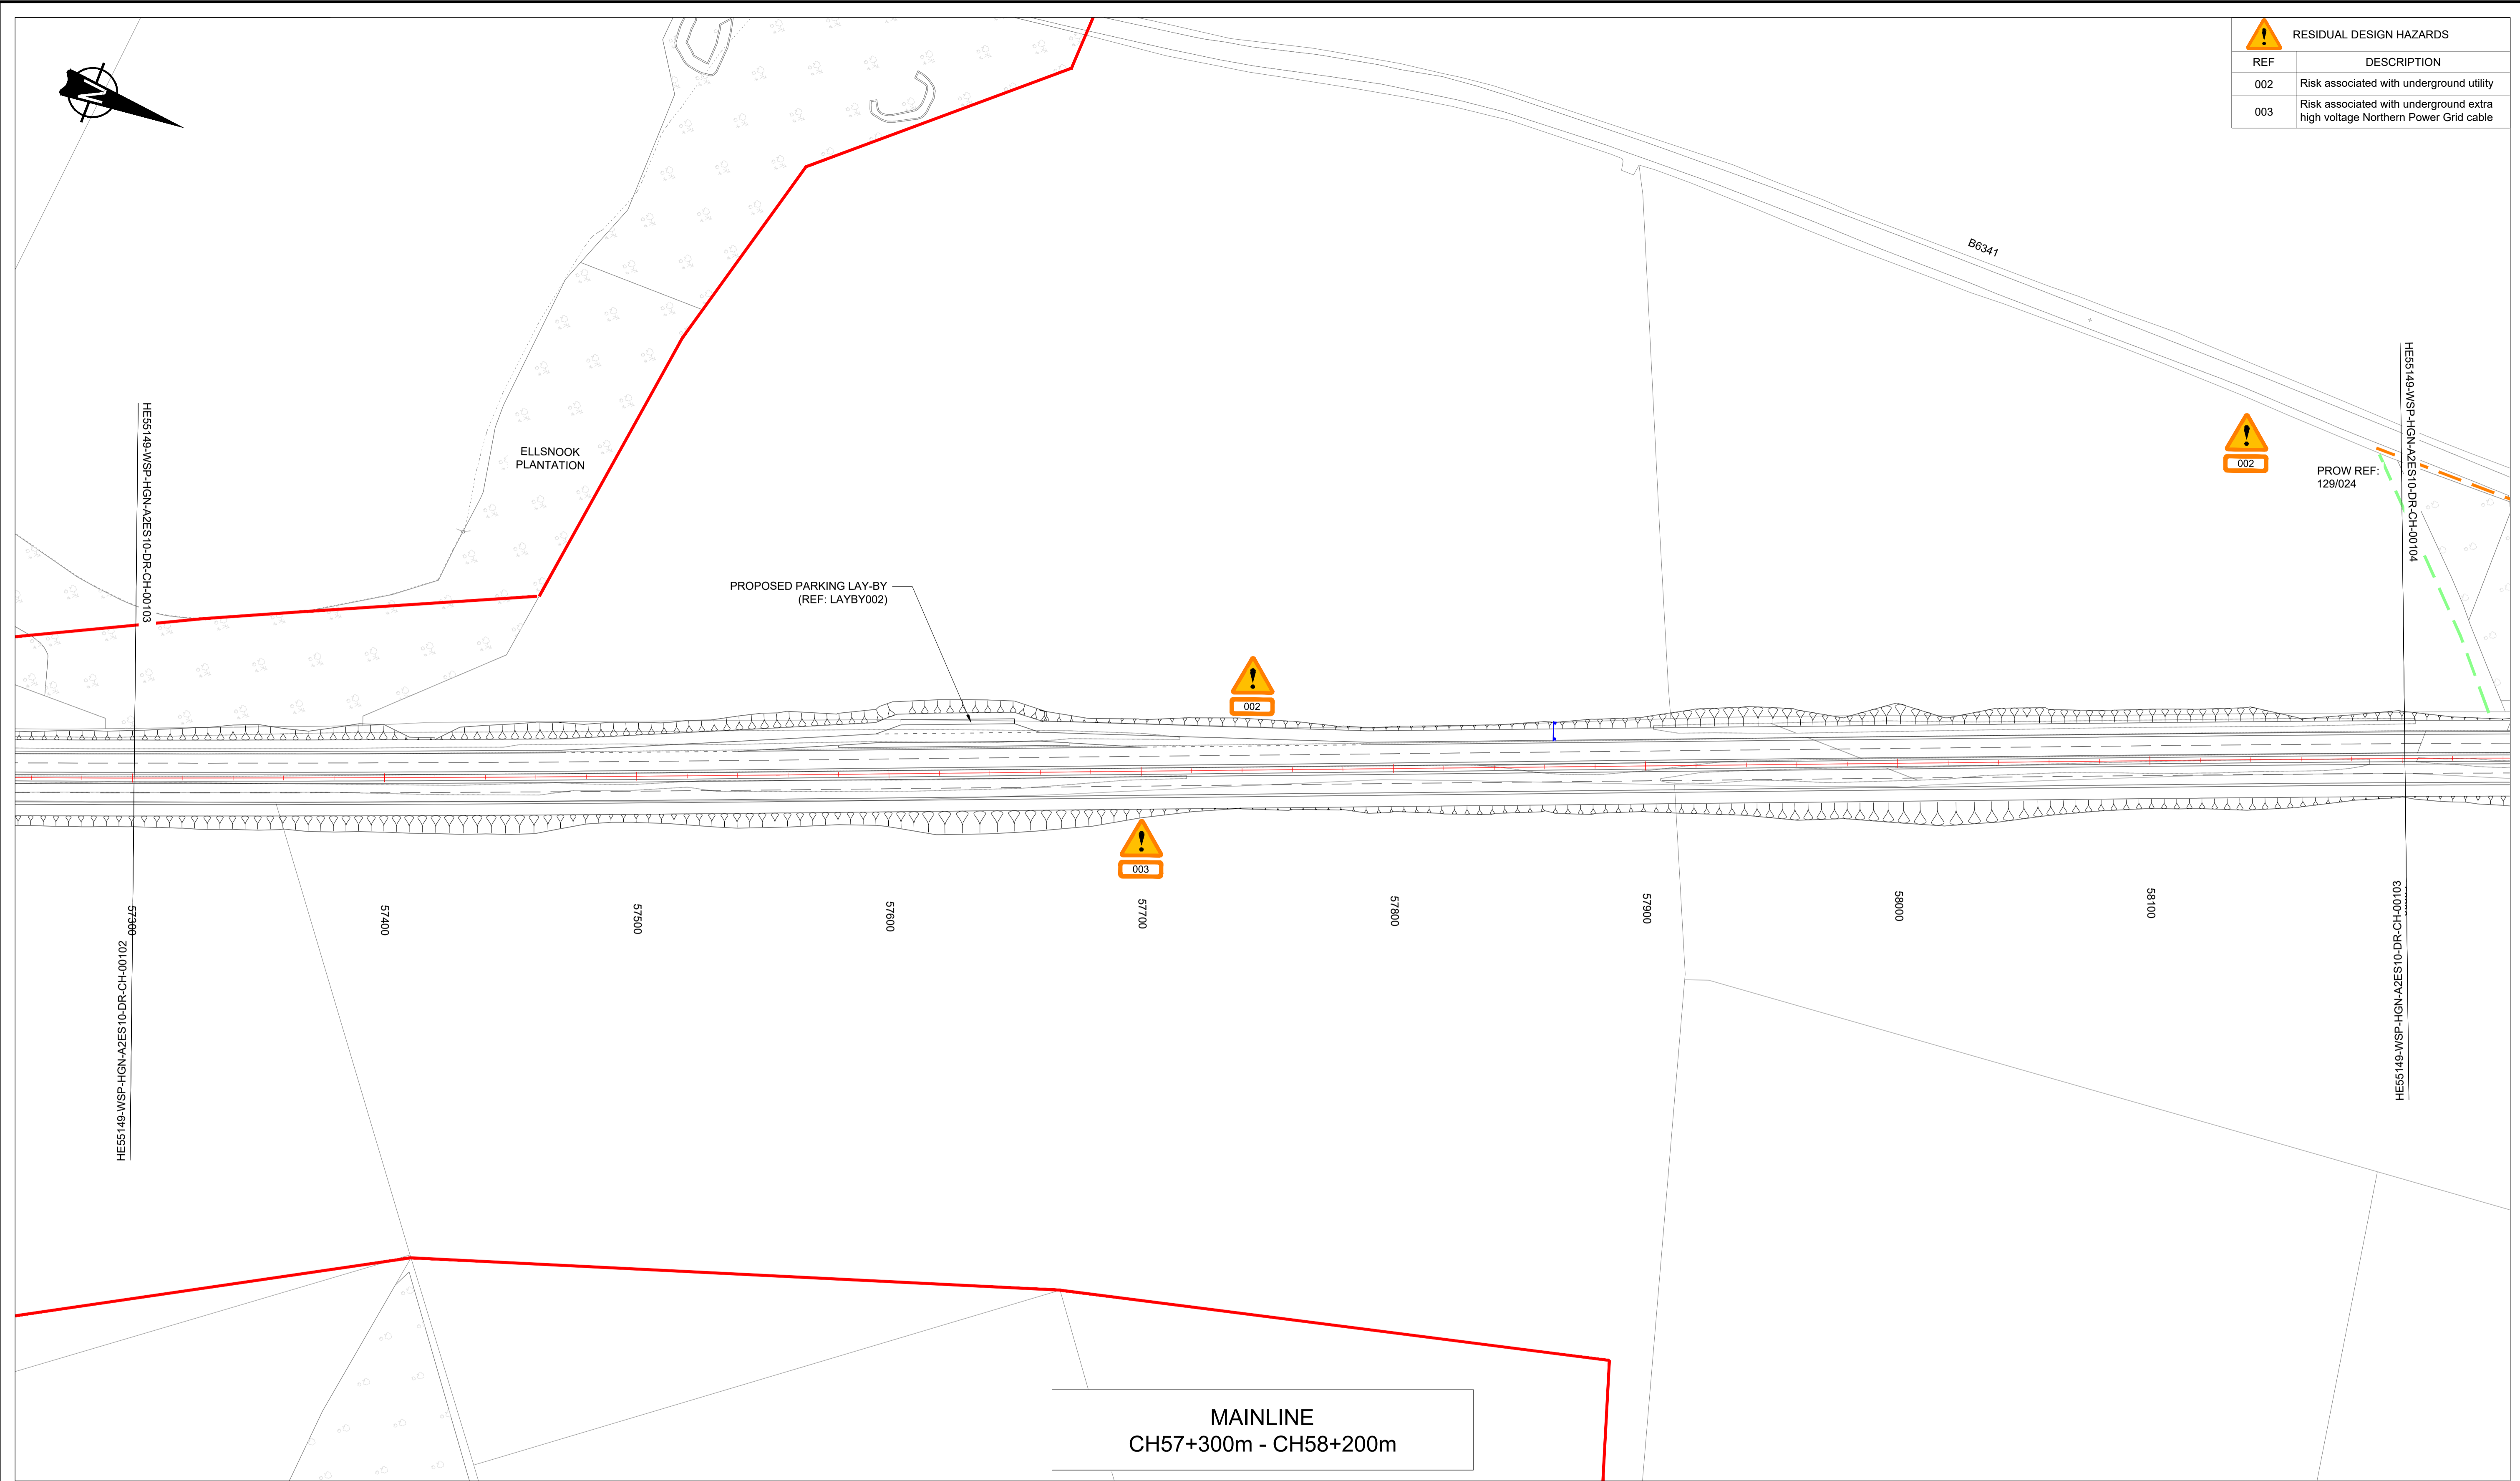 N
RESIDUAL DESIGN HAZARDS
REF DESCRIPTION
002 Risk associated with underground utility
003 Risk associated with underground extra
high voltage Northern Power Grid cable
B6341
HE55149-WSP-HGN-A2ES10-DR-CH-00103
HE55149-WSP-HGN-A2ES10-DR-CH-00104
ELLSNOOK
PLANTATION
002
PROW REF:
129/024
PROPOSED PARKING LAY-BY
(REF: LAYBY002)
002
003
57300
57400
57500
57600
57700
57800
57900
58000
58100
HE55149-WSP-HGN-A2ES10-DR-CH-00102
HE55149-WSP-HGN-A2ES10-DR-CH-00103
MAINLINE
CH57+300m - CH58+200m